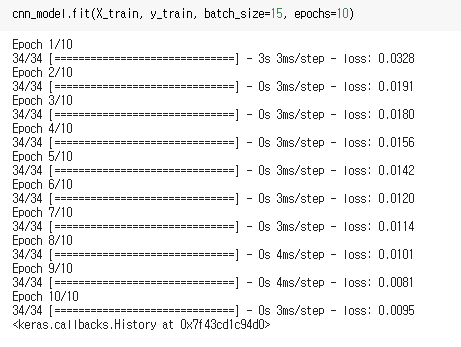 cnn_model.fit(X_train, y_train, batch_size=15, epochs=10)
Epoch 1/10
34/34 [==============================] - 3s 3ms/step - loss: 0.0328
Epoch 2/10
34/34 [==============================] - 0s 3ms/step - loss: 0.0191
Epoch 3/10
34/34 [==============================] - 0s 3ms/step - loss: 0.0180
Epoch 4/10
34/34 [==============================] - 0s 3ms/step - loss: 0.0156
Epoch 5/10
34/34 [==============================] - 0s 3ms/step - loss: 0.0142
Epoch 6/10
34/34 [==============================] - 0s 3ms/step - loss: 0.0120
Epoch 7/10
34/34 [==============================] - 0s 3ms/step - loss: 0.0114
Epoch 8/10
34/34 [==============================] - 0s 4ms/step - loss: 0.0101
Epoch 9/10
34/34 [==============================] - 0s 4ms/step - loss: 0.0081
Epoch 10/10
34/34 [==============================] - 0s 3ms/step - loss: 0.0095
<keras.callbacks.History at 0x7f43cd1c94d0>